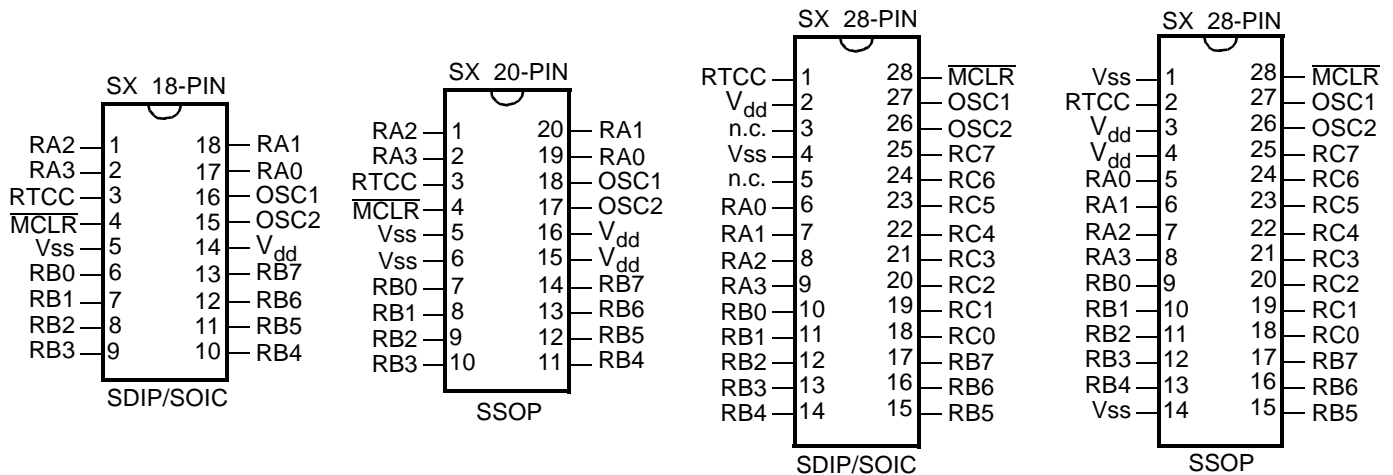 SX 18-PIN
RA2 1 18 RA1
RA3 2 17 RA0
RTCC 3 16 OSC1
MCLR 4 15 OSC2
Vss 5 14 Vdd
RB0 6 13 RB7
RB1 7 12 RB6
RB2 8 11 RB5
RB3 9 10 RB4
SDIP/SOIC
SX 20-PIN
RA2 1 20 RA1
RA3 2 19 RA0
RTCC 3 18 OSC1
MCLR 4 17 OSC2
Vss 5 16 Vdd
Vss 6 15 Vdd
RB0 7 14 RB7
RB1 8 13 RB6
RB2 9 12 RB5
RB3 10 11 RB4
SSOP
SX 28-PIN
RTCC 1 28 MCLR
Vdd 2 27 OSC1
n.c. 3 26 OSC2
Vss 4 25 RC7
n.c. 5 24 RC6
RA0 6 23 RC5
RA1 7 22 RC4
RA2 8 21 RC3
RA3 9 20 RC2
RB0 10 19 RC1
RB1 11 18 RC0
RB2 12 17 RB7
RB3 13 16 RB6
RB4 14 15 RB5
SDIP/SOIC
SX 28-PIN
Vss 1 28 MCLR
RTCC 2 27 OSC1
Vdd 3 26 OSC2
Vdd 4 25 RC7
RA0 5 24 RC6
RA1 6 23 RC5
RA2 7 22 RC4
RA3 8 21 RC3
RB0 9 20 RC2
RB1 10 19 RC1
RB2 11 18 RC0
RB3 12 17 RB7
RB4 13 16 RB6
Vss 14 15 RB5
SSOP